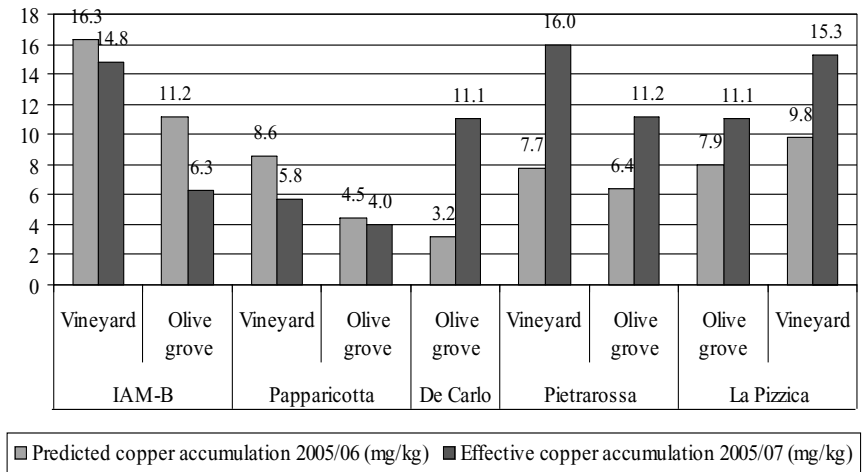 18
16
14
12
10
8
6
4
2
0
16.3
14.8
11.2
6.3
8.6
5.8
4.5
4.0
3.2
11.1
7.7
16.0
6.4
11.2
7.9
11.1
9.8
15.3
Vineyard
Olive
grove
Vineyard
Olive
grove
Olive
grove
Vineyard
Olive
grove
Olive
grove
Vineyard
IAM-B
Papparicotta
De Carlo
Pietrarossa
La Pizzica
Predicted copper accumulation 2005/06 (mg/kg)
Effective copper accumulation 2005/07 (mg/kg)